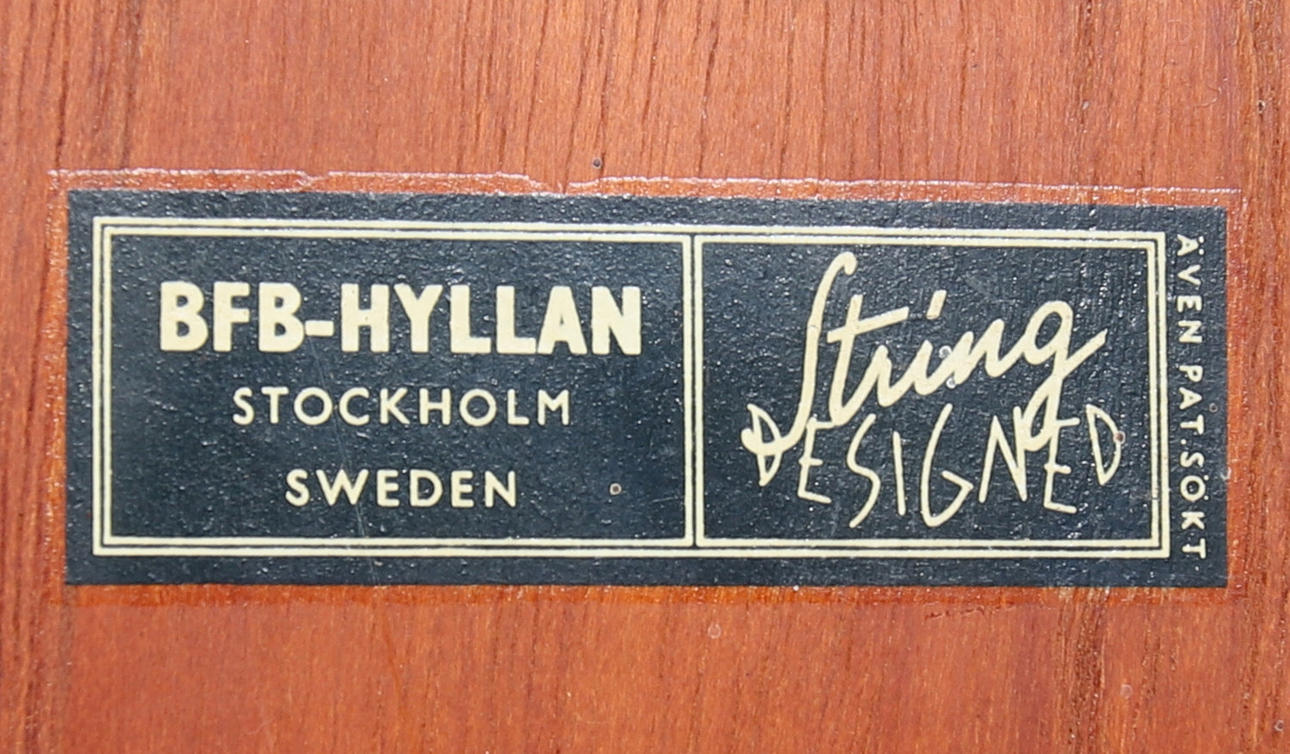 BFB-HYLLAN
STOCKHOLM
SWEDEN
String
DESIGNED
ÄVEN PAT.SÖKT.